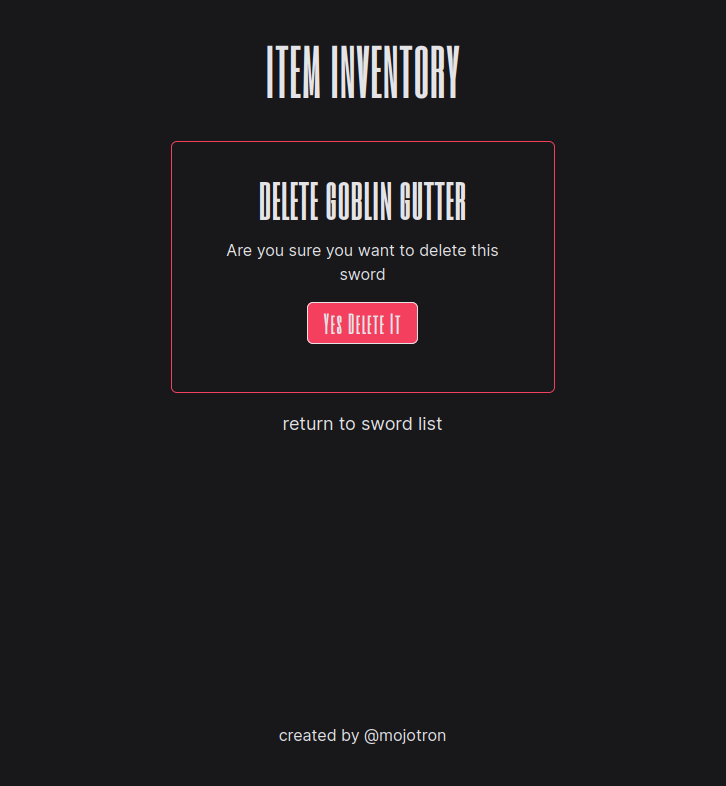 ITEM INVENTORY
DELETE GOBLIN GUTTER
Are you sure you want to delete this
sword
Yes Delete It
return to sword list
created by @mojotron